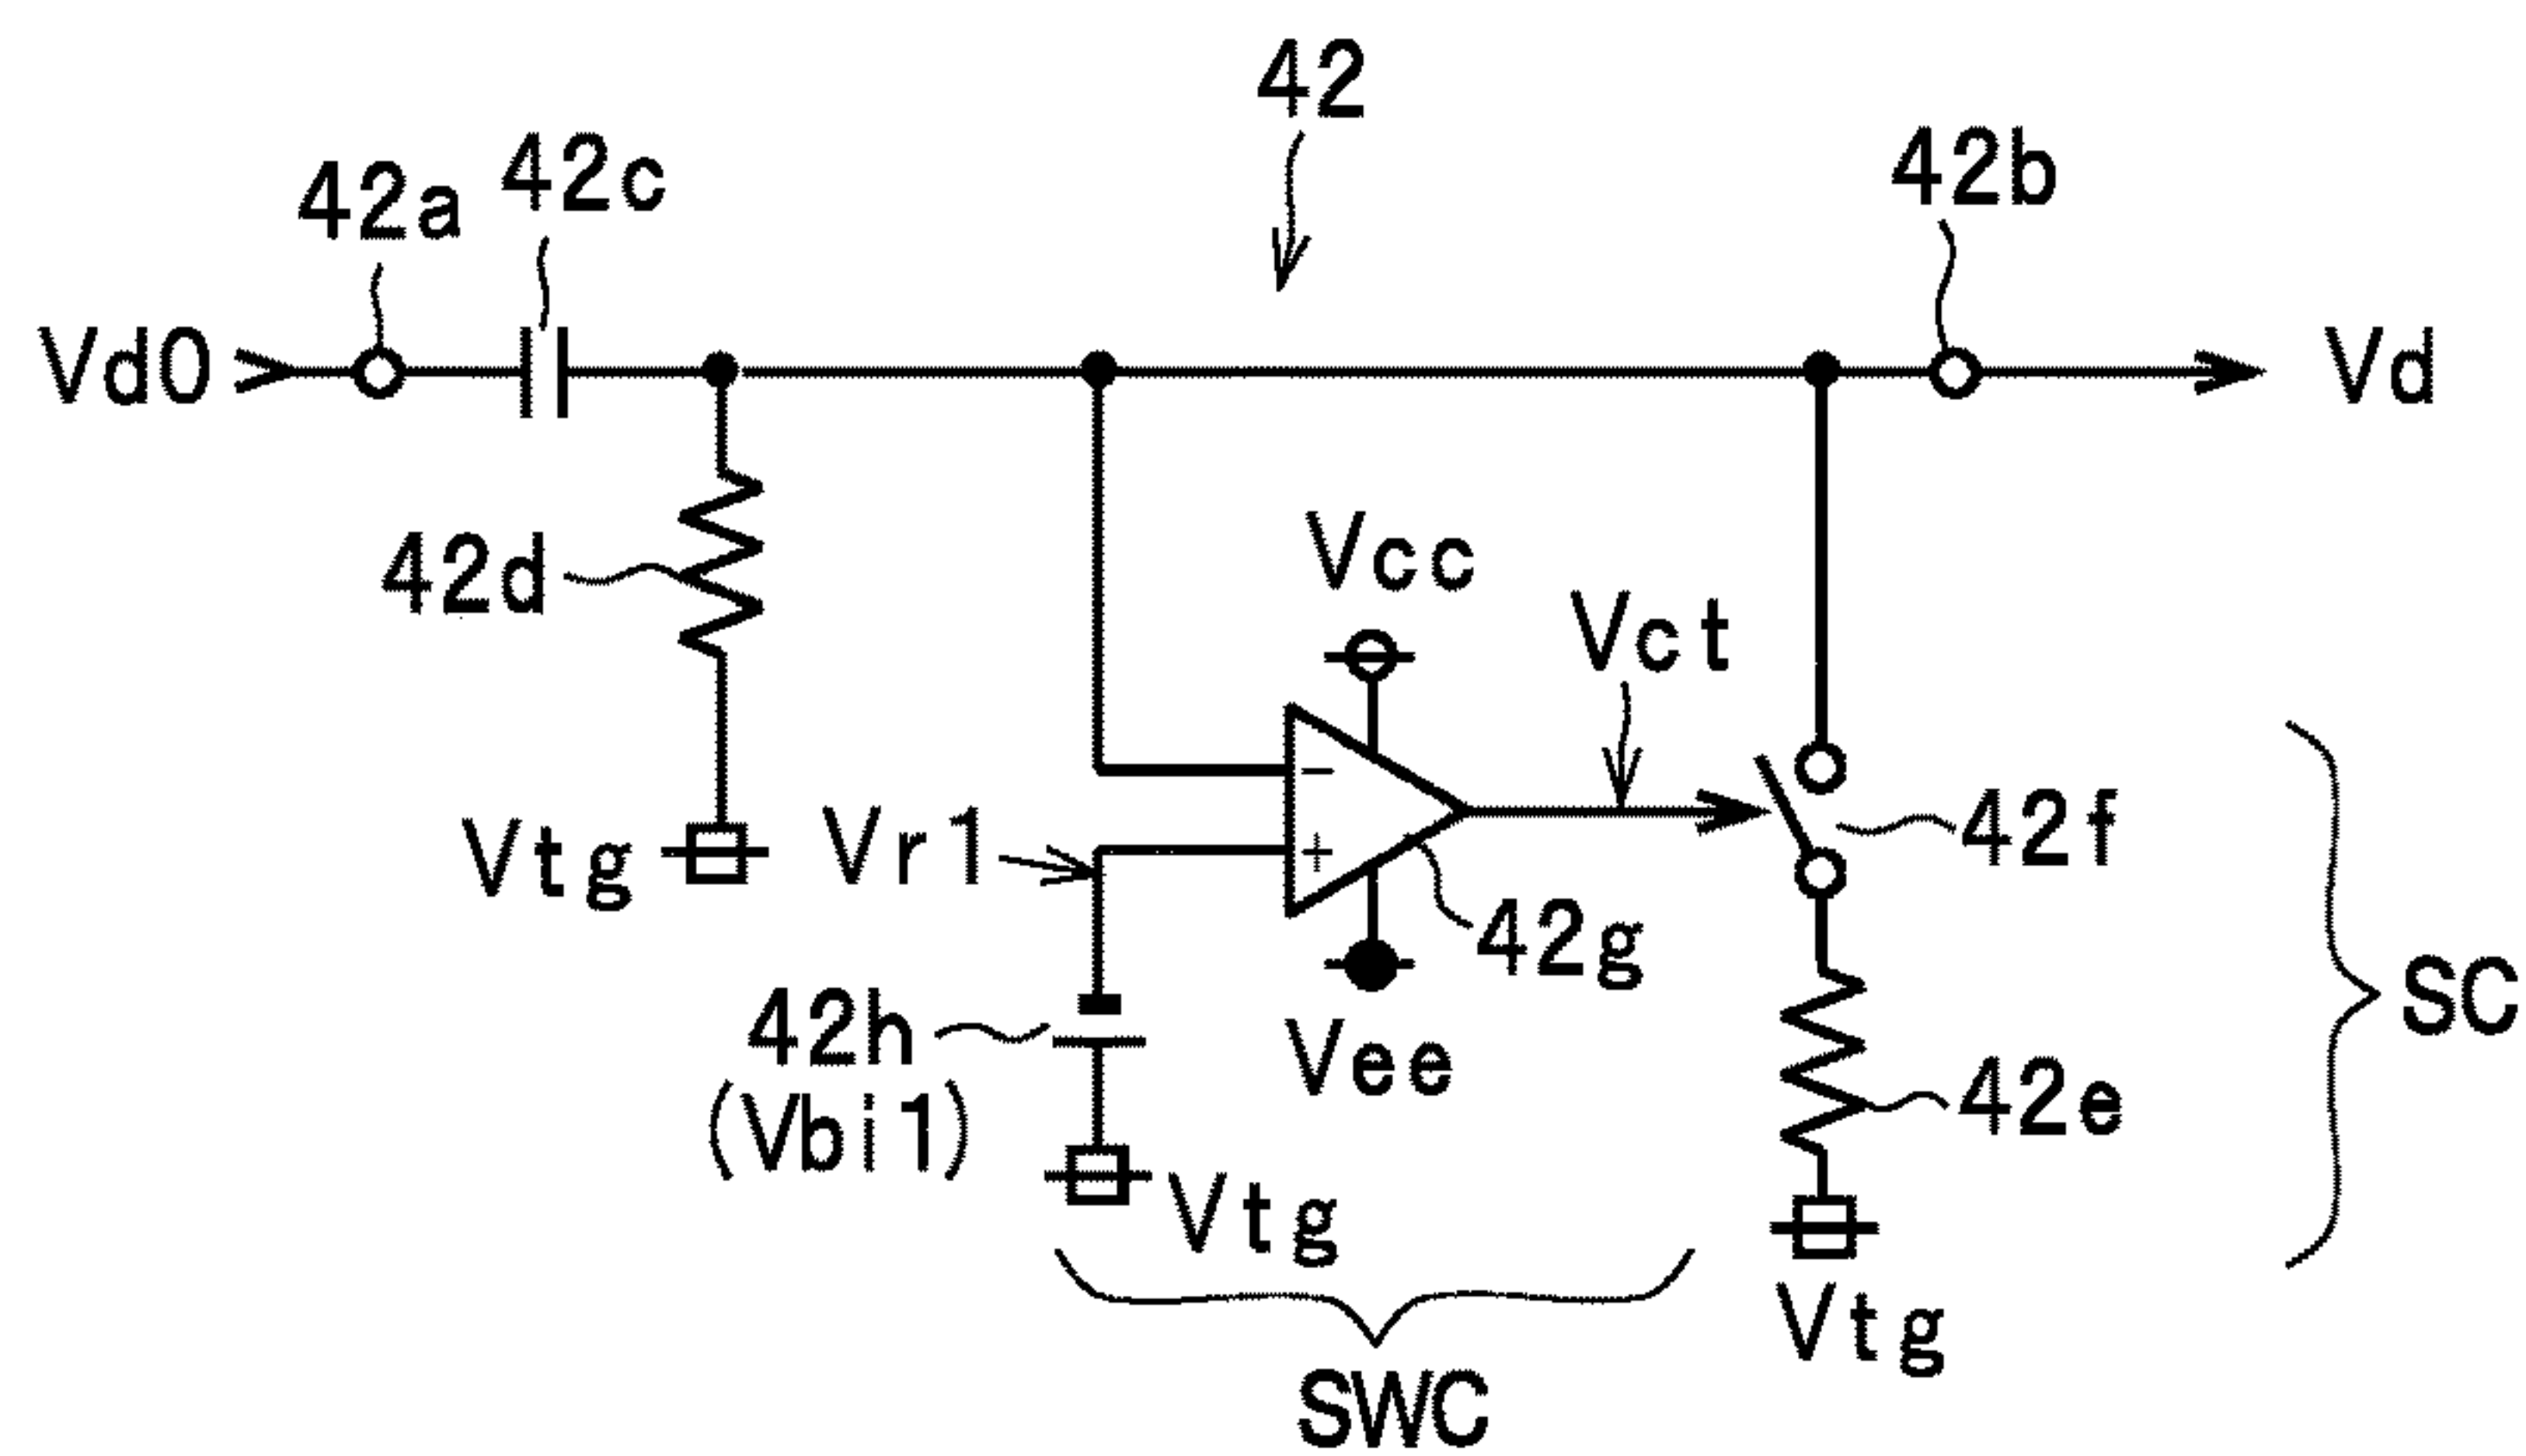 42
42a
42c
42b
Vd0
Vd
42d
Vcc
Vct
Vtg
Vr1
−
+
42f
42g
SC
42h
(Vbi1)
Vee
42e
Vtg
Vtg
SWC